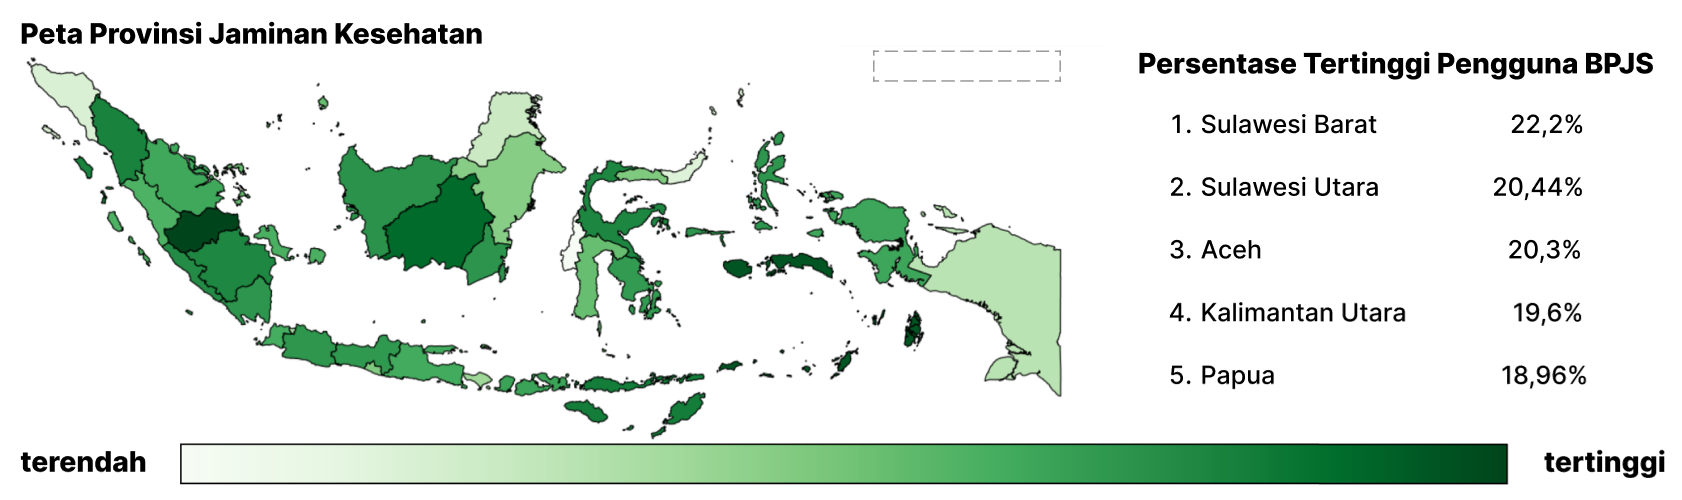 Peta Provinsi Jaminan Kesehatan
Persentase Tertinggi Pengguna BPJS
1. Sulawesi Barat 22,2%
2. Sulawesi Utara 20,44%
3. Aceh 20,3%
4. Kalimantan Utara 19,6%
5. Papua 18,96%
terendah tertinggi